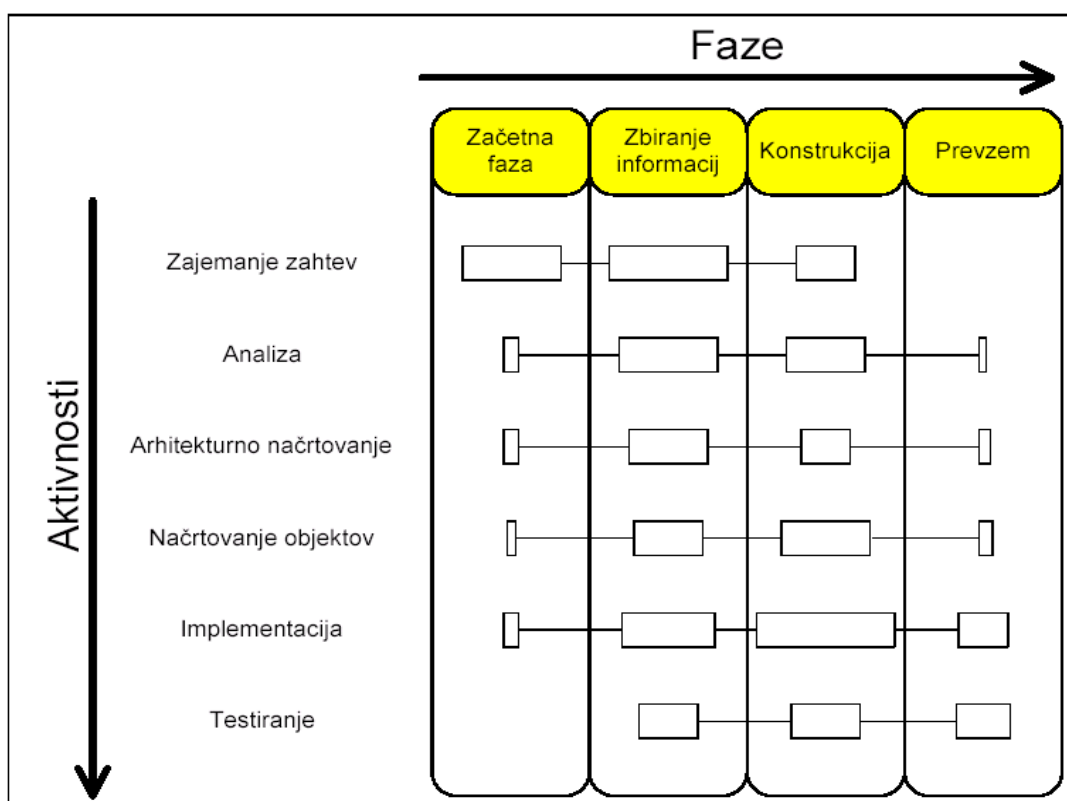 Faze
Začetna
faza
Zbiranje
informacij
Konstrukcija
Prevzem
Aktivnosti
Zajemanje zahtev
Analiza
Arhitekturno načrtovanje
Načrtovanje objektov
Implementacija
Testiranje